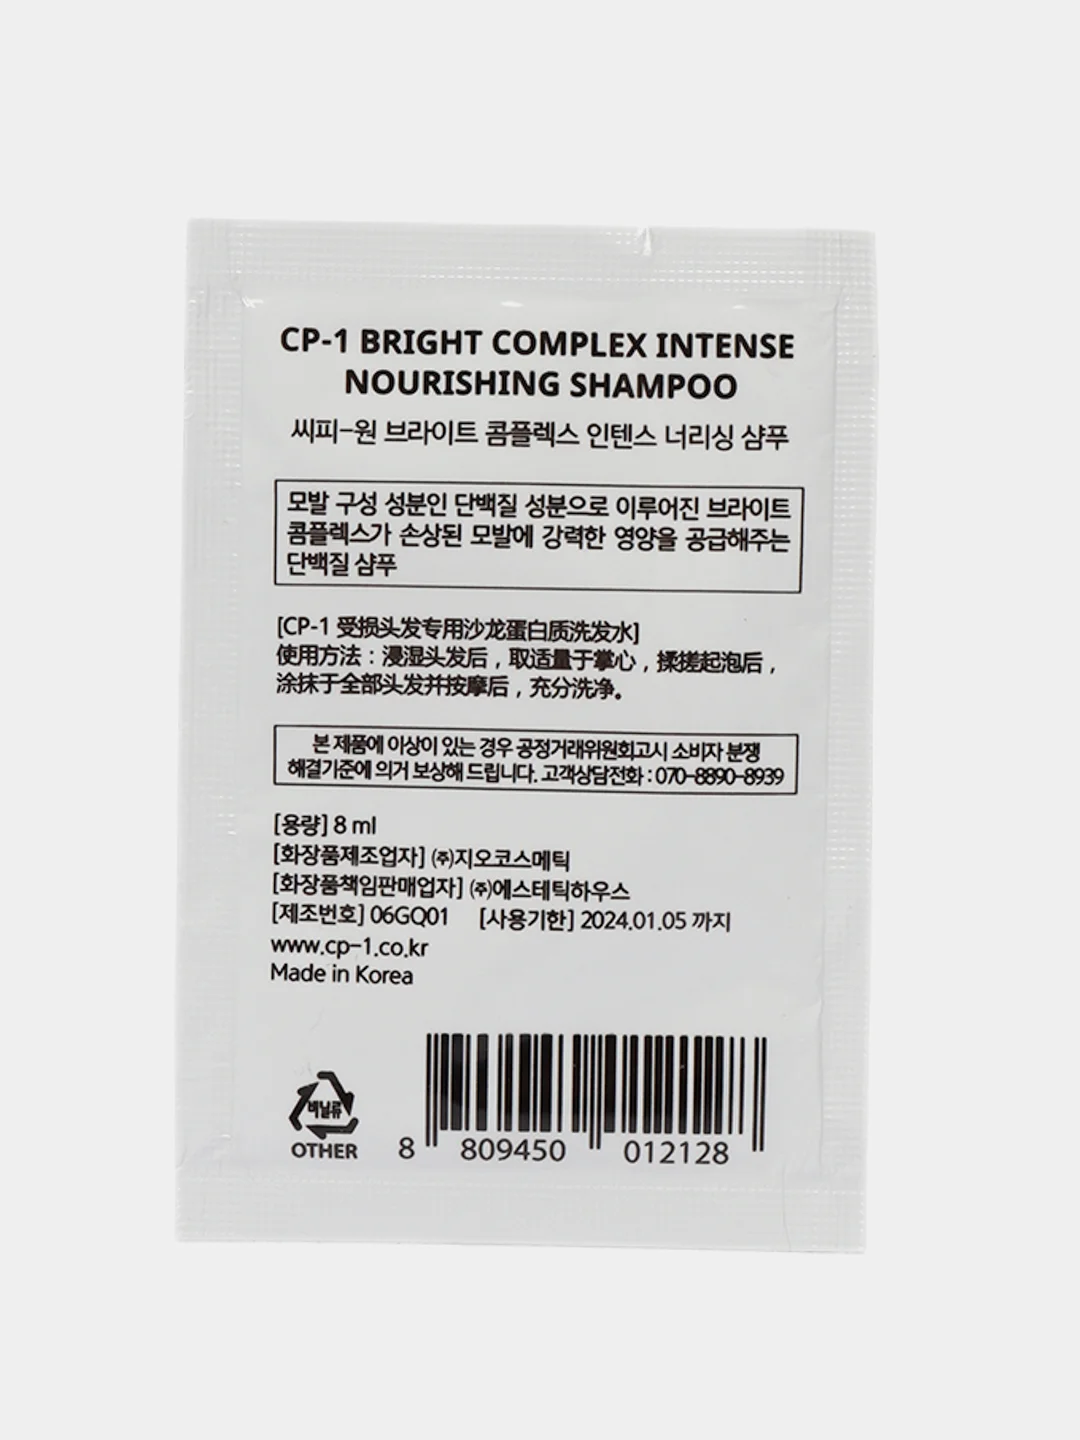 CP-1 BRIGHT COMPLEX INTENSE
NOURISHING SHAMPOO
씨피-원 브라이트 콤플렉스 인텐스 너리싱 샴푸
모발 구성 성분인 단백질 성분으로 이루어진 브라이트
콤플렉스가 손상된 모발에 강력한 영양을 공급해주는
단백질 샴푸
[CP-1 受损头发专用沙龙蛋白质洗发水]
使用方法：浸湿头发后，取适量于掌心，揉搓起泡后，
涂抹于全部头发并按摩后，充分洗净。
본 제품에 이상이 있는 경우 공정거래위원회고시 소비자 분쟁
해결기준에 의거 보상해 드립니다. 고객상담전화 : 070-8890-8939
[용량] 8 ml
[화장품제조업자] ㈜지오코스메틱
[화장품책임판매업자] ㈜에스테틱하우스
[제조번호] 06GQ01 [사용기한] 2024.01.05 까지
www.cp-1.co.kr
Made in Korea
비닐류
OTHER
8 809450 012128